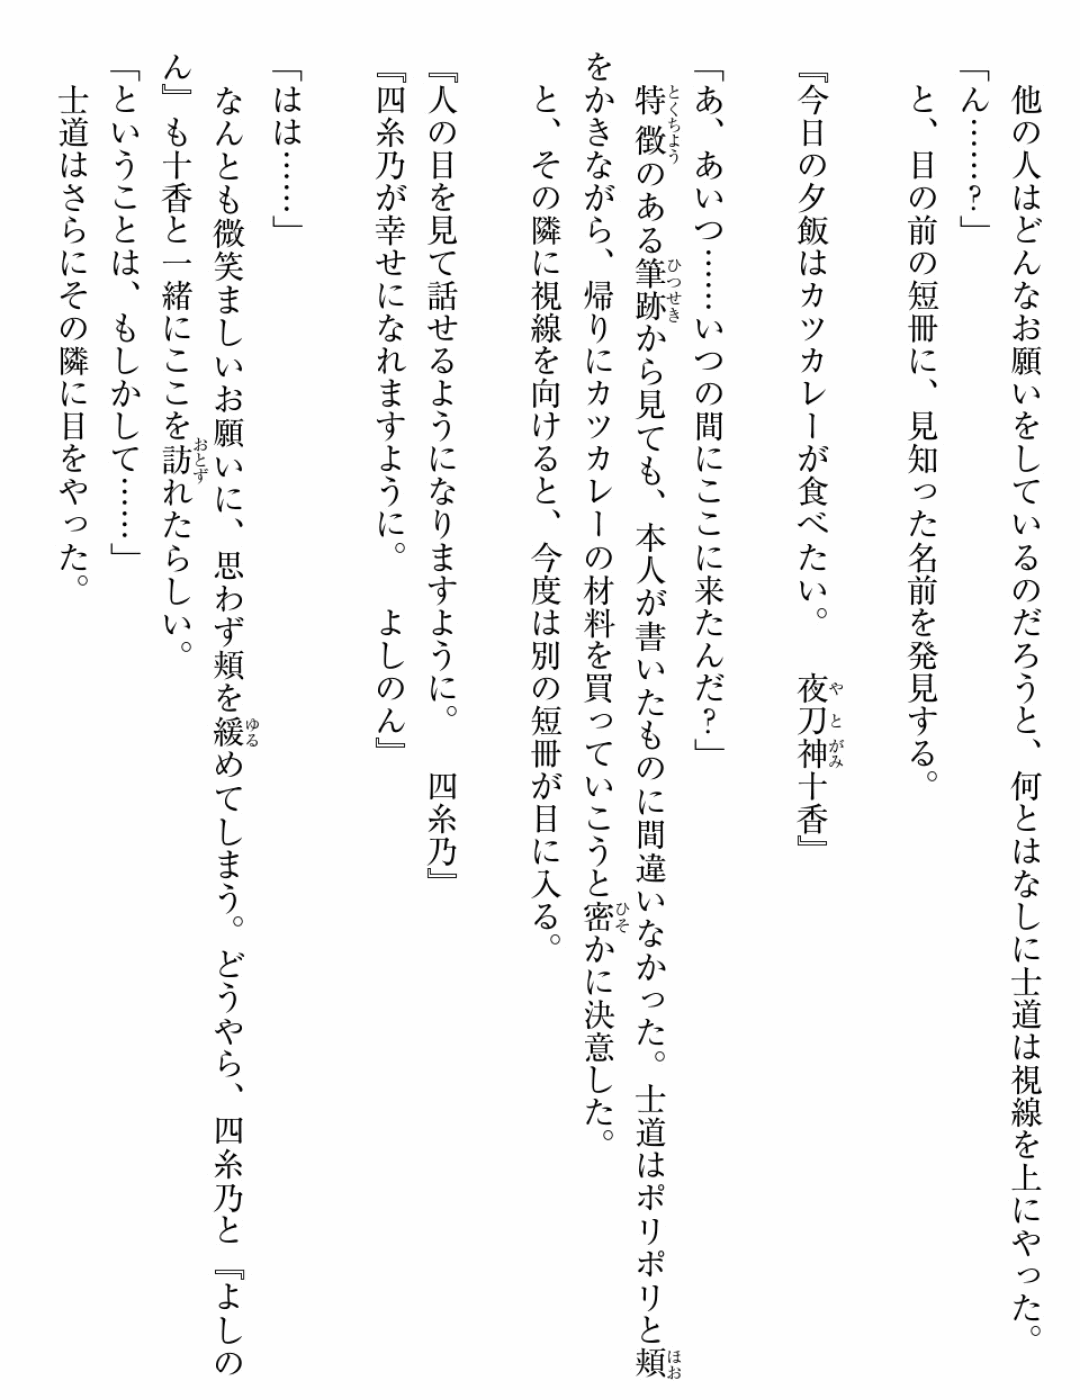 他の人はどんなお願いをしているのだろうと、何とはなしに士道は視線を上にやった。
「ん……?」
と、目の前の短冊に、見知った名前を発見する。
『今日の夕飯はカツカレーが食べたい。　夜刀神十香』
「あ、あいつ……いつの間にここに来たんだ?」
特徴のある筆跡から見ても、本人が書いたものに間違いなかった。士道はポリポリと頬
をかきながら、帰りにカツカレーの材料を買っていこうと密かに決意した。
と、その隣に視線を向けると、今度は別の短冊が目に入る。
『人の目を見て話せるようになりますように。　四糸乃』
『四糸乃が幸せになれますように。　よしのん』
「はは……」
なんとも微笑ましいお願いに、思わず頬を緩めてしまう。どうやら、四糸乃と『よしの
ん』も十香と一緒にここを訪れたらしい。
「ということは、もしかして……」
士道はさらにその隣に目をやった。